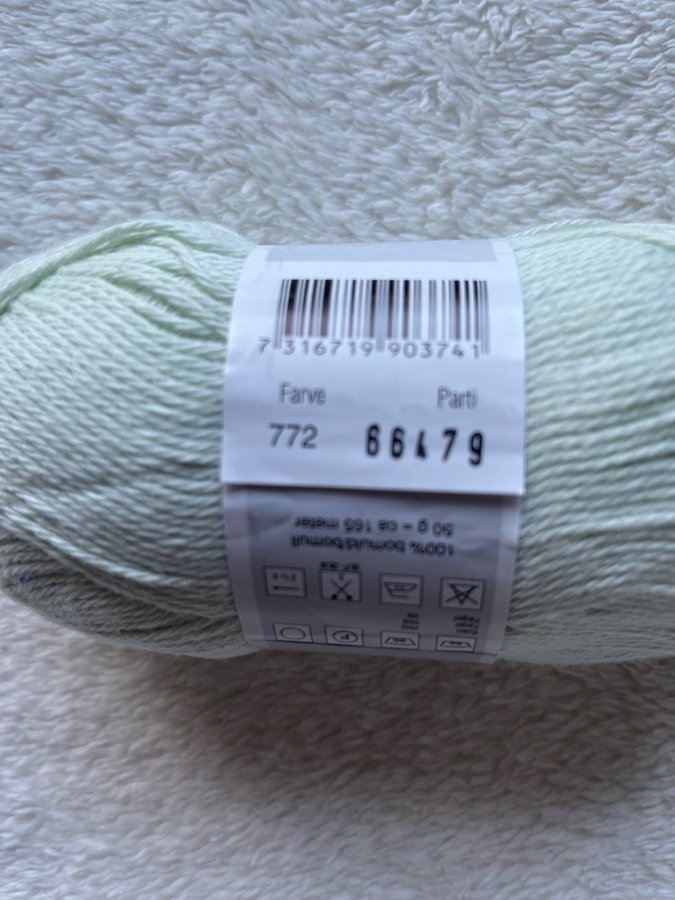 7 316719 903741
Farve Parti
772 66479
100% bomuld/bomull
50 g – ca 165 meter